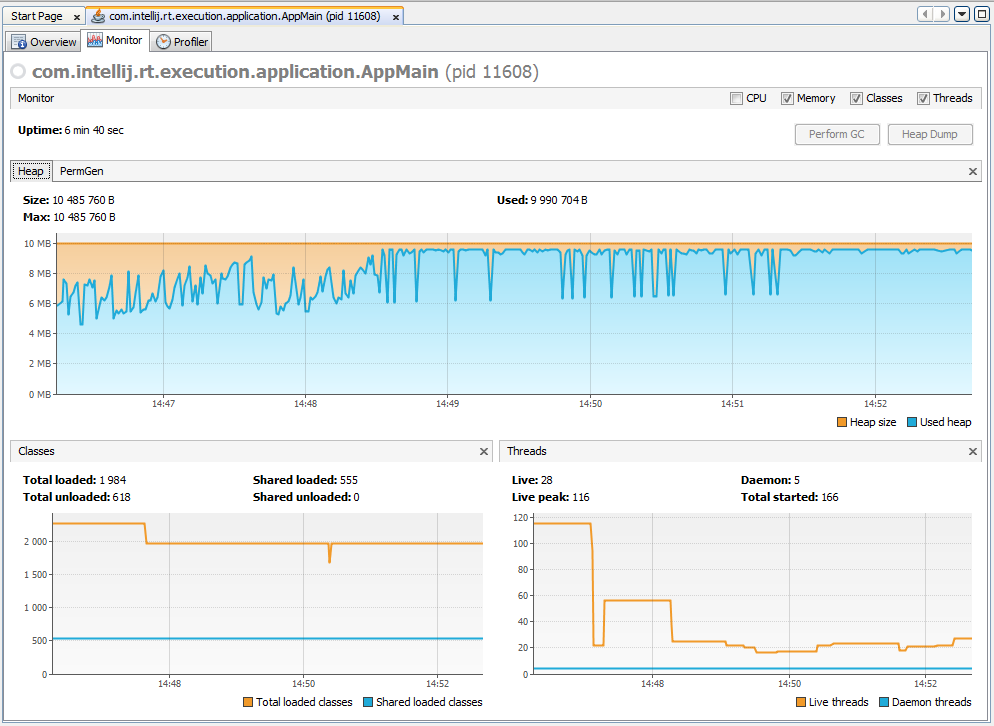 Start Page com.intellij.rt.execution.application.AppMain (pid 11608)
Overview Monitor Profiler
com.intellij.rt.execution.application.AppMain (pid 11608)
Monitor CPU Memory Classes Threads
Uptime: 6 min 40 sec Perform GC Heap Dump
Heap PermGen
Size: 10 485 760 B Used: 9 990 704 B
Max: 10 485 760 B
10 MB
8 MB
6 MB
4 MB
2 MB
0 MB
14:47 14:48 14:49 14:50 14:51 14:52
Heap size Used heap
Classes
Total loaded: 1 984 Shared loaded: 555
Total unloaded: 618 Shared unloaded: 0
2 000
1 500
1 000
500
0
14:48 14:50 14:52
Total loaded classes Shared loaded classes
Threads
Live: 28 Daemon: 5
Live peak: 116 Total started: 166
120
100
80
60
40
20
0
14:48 14:50 14:52
Live threads Daemon threads